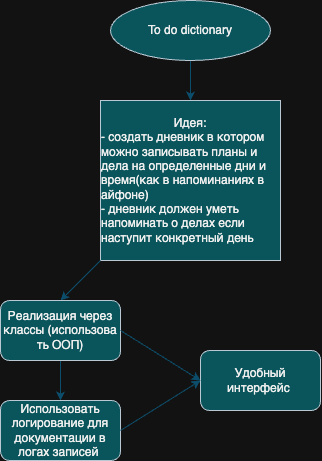 To do dictionary
Идея:
- создать дневник в котором
можно записывать планы и
дела на определенные дни и
время(как в напоминаниях в
айфоне)
- дневник должен уметь
напоминать о делах если
наступит конкретный день
Реализация через
классы (использова
ть ООП)
Удобный
интерфейс
Использовать
логирование для
документации в
логах записей